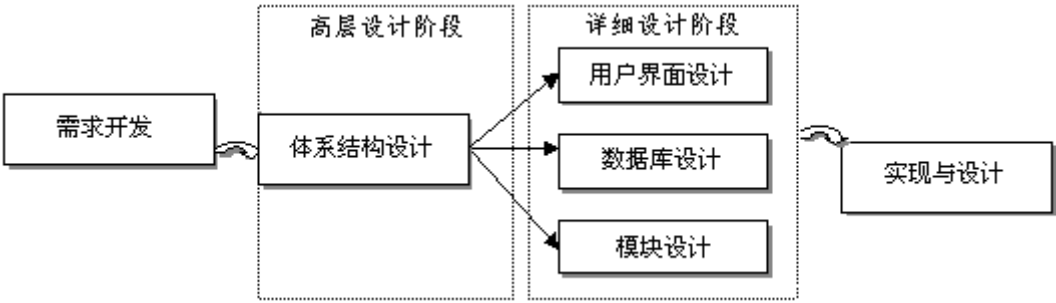 高层设计阶段
详细设计阶段
需求开发
体系结构设计
用户界面设计
数据库设计
模块设计
实现与设计